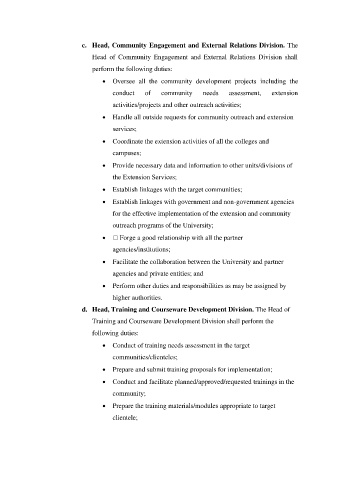 c. Head, Community Engagement and External Relations Division. The
Head of Community Engagement and External Relations Division shall
perform the following duties:
• Oversee all the community development projects including the
conduct of community needs assessment, extension
activities/projects and other outreach activities;
• Handle all outside requests for community outreach and extension
services;
• Coordinate the extension activities of all the colleges and
campuses;
• Provide necessary data and information to other units/divisions of
the Extension Services;
• Establish linkages with the target communities;
• Establish linkages with government and non-government agencies
for the effective implementation of the extension and community
outreach programs of the University;
• □ Forge a good relationship with all the partner
agencies/institutions;
• Facilitate the collaboration between the University and partner
agencies and private entities; and
• Perform other duties and responsibilities as may be assigned by
higher authorities.
d. Head, Training and Courseware Development Division. The Head of
Training and Courseware Development Division shall perform the
following duties:
• Conduct of training needs assessment in the target
communities/clienteles;
• Prepare and submit training proposals for implementation;
• Conduct and facilitate planned/approved/requested trainings in the
community;
• Prepare the training materials/modules appropriate to target
clientele;